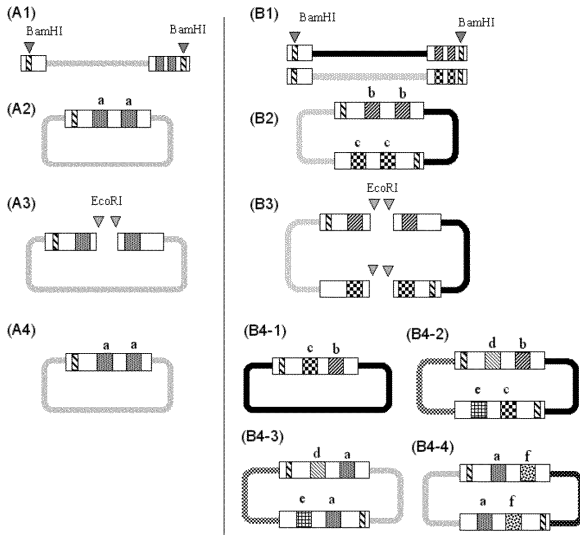 (A1)
BamHI
BamHI
(A2)
a a
(A3)
EcoRI
(A4)
a a
(B1)
BamHI
BamHI
(B2)
b b
c c
(B3)
EcoRI
(B4-1)
c b
(B4-2)
d b
e c
(B4-3)
d a
e a
(B4-4)
a f
a f